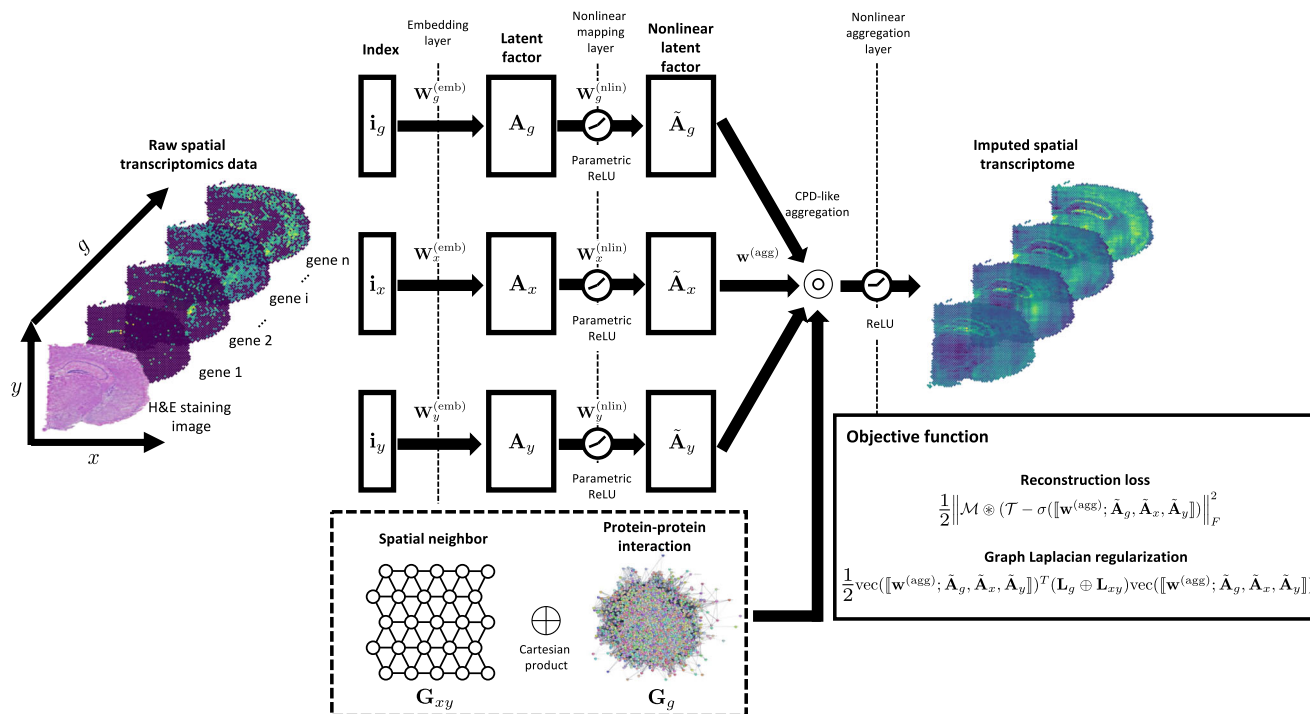 Raw spatial
transcriptomics data
g
y
x
gene n
...
gene i
...
gene 2
gene 1
H&E staining
image
Index
Embedding
layer
Latent
factor
Nonlinear
mapping
layer
Nonlinear
latent
factor
i_g
W_g^(emb)
A_g
W_g^(nlin)
Ã_g
Parametric
ReLU
i_x
W_x^(emb)
A_x
W_x^(nlin)
Ã_x
Parametric
ReLU
i_y
W_y^(emb)
A_y
W_y^(nlin)
Ã_y
Parametric
ReLU
CPD-like
aggregation
w^(agg)
Nonlinear
aggregation
layer
ReLU
Imputed spatial
transcriptome
Spatial neighbor
G_xy
Cartesian
product
Protein-protein
interaction
G_g
Objective function
Reconstruction loss
1/2 ‖M ⊛ (T − σ(⟦w^(agg); Ã_g, Ã_x, Ã_y⟧)‖_F^2
Graph Laplacian regularization
1/2 vec(⟦w^(agg); Ã_g, Ã_x, Ã_y⟧)^T (L_g ⊕ L_xy)vec(⟦w^(agg); Ã_g, Ã_x, Ã_y⟧)